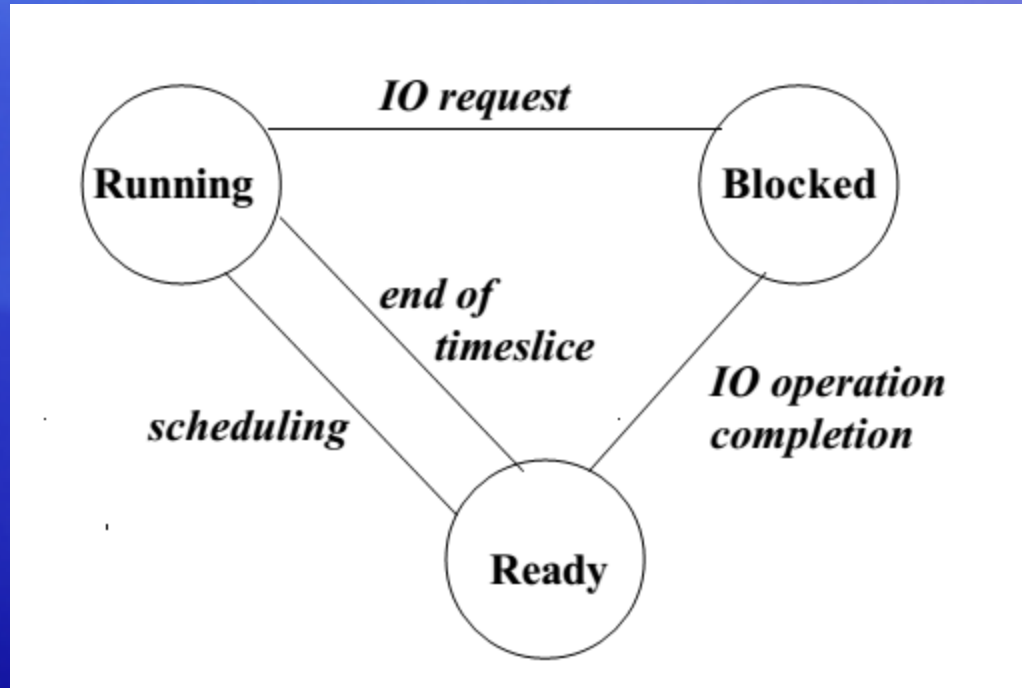 IO request
Running
Blocked
end of
timeslice
IO operation
completion
scheduling
Ready